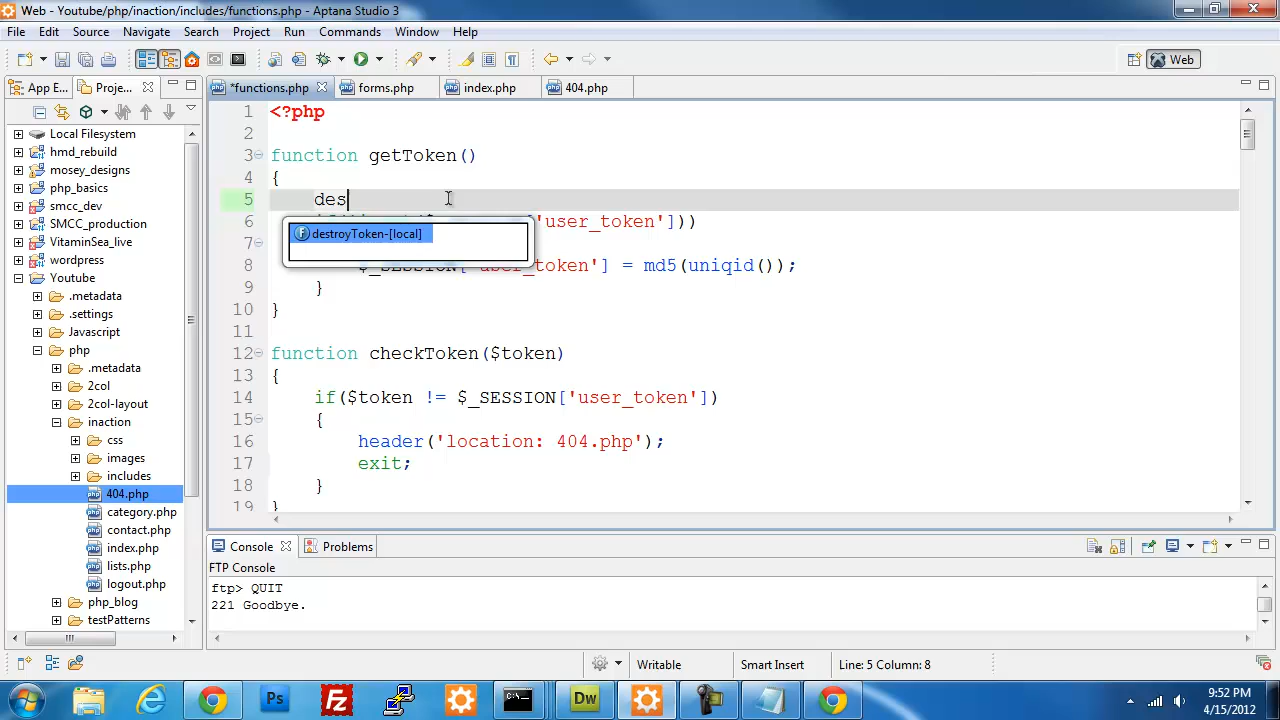 Web - Youtube/php/inaction/includes/functions.php - Aptana Studio 3
File Edit Source Navigate Search Project Run Commands Window Help
Web
App E... Proje...
*functions.php forms.php index.php 404.php
Local Filesystem
hmd_rebuild
mosey_designs
php_basics
smcc_dev
SMCC_production
VitaminSea_live
wordpress
Youtube
.metadata
.settings
Javascript
php
.metadata
2col
2col-layout
inaction
css
images
includes
404.php
category.php
contact.php
index.php
lists.php
logout.php
php_blog
testPatterns
1 <?php
2
3 function getToken()
4 {
5 des
destroyToken-[local]
6 'user_token']))
7
8 $_SESSION['user_token'] = md5(uniqid());
9 }
10 }
11
12 function checkToken($token)
13 {
14 if($token != $_SESSION['user_token'])
15 {
16 header('location: 404.php');
17 exit;
18 }
19 }
Console Problems
FTP Console
ftp> QUIT
221 Goodbye.
Writable Smart Insert Line: 5 Column: 8
Ps Fz Dw
9:52 PM
4/15/2012